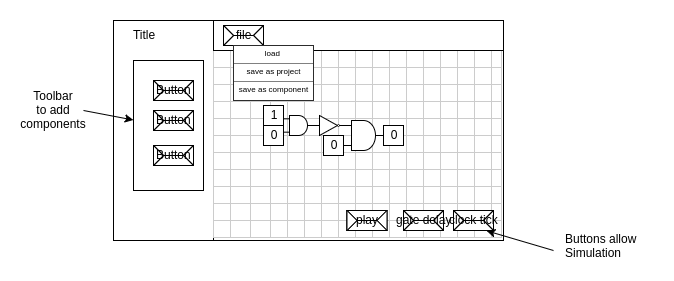 Title
file
load
save as project
save as component
Button
Button
Button
Toolbar
to add
components
1
0
0
0
play
gate delay
clock tick
Buttons allow
Simulation